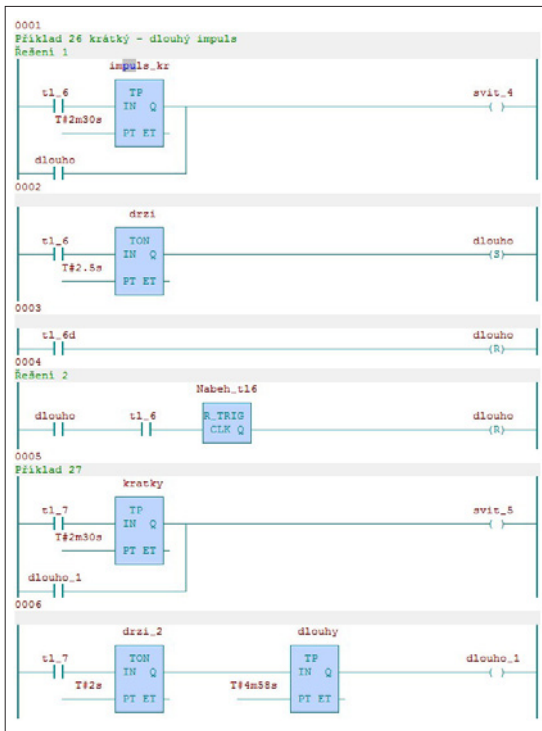 0001
Příklad 26 krátký - dlouhý impuls
Řešení 1
impuls_kr
tl_6 TP svit_4
IN Q ( )
T#2m30s
PT ET
dlouho
0002
drzi
tl_6 TON dlouho
IN Q (S)
T#2.5s
PT ET
0003
tl_6d dlouho
(R)
0004
Řešení 2
Nabeh_tl6
dlouho tl_6 R_TRIG dlouho
CLK Q (R)
0005
Příklad 27
kratky
tl_7 TP svit_5
IN Q ( )
T#2m30s
PT ET
dlouho_1
0006
drzi_2 dlouhy
tl_7 TON TP dlouho_1
IN Q IN Q ( )
T#2s T#4m58s
PT ET PT ET